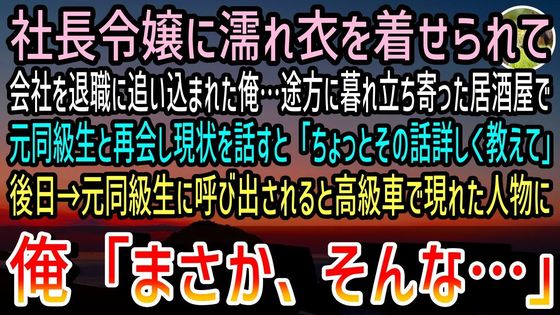 社長令嬢に濡れ衣を着せられて
会社を退職に追い込まれた俺…途方に暮れ立ち寄った居酒屋で
元同級生と再会し現状を話すと「ちょっとその話詳しく教えて」
後日→元同級生に呼び出されると高級車で現れた人物に
俺「まさか、そんな…」